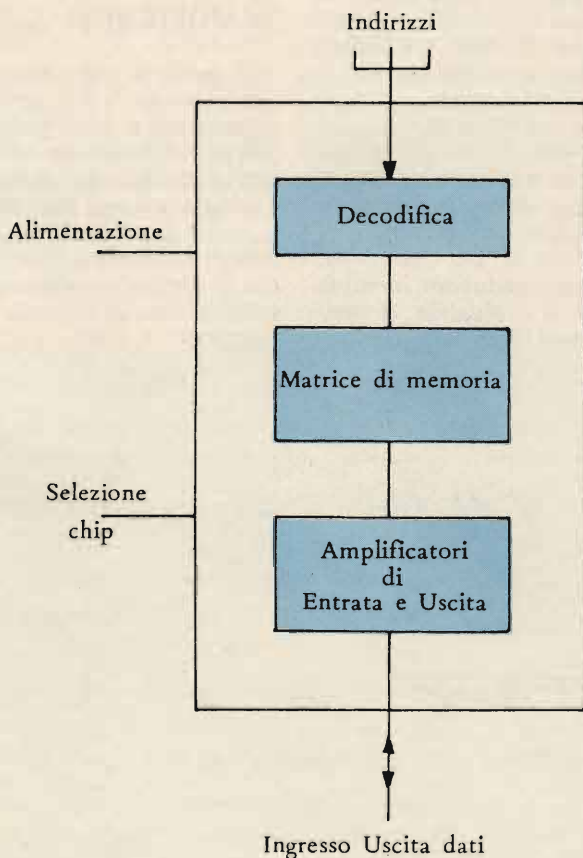 Indirizzi
Decodifica
Alimentazione
Matrice di memoria
Selezione
chip
Amplificatori
di
Entrata e Uscita
Ingresso Uscita dati